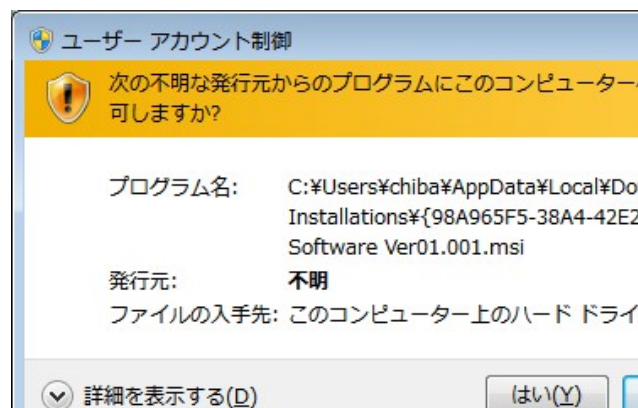 ユーザー アカウント制御
次の不明な発行元からのプログラムにこのコンピューター
可しますか?
プログラム名: C:¥Users¥chiba¥AppData¥Local¥Do
Installations¥{98A965F5-38A4-42E2
Software Ver01.001.msi
発行元: 不明
ファイルの入手先: このコンピューター上のハード ドライ
詳細を表示する(D) はい(Y)